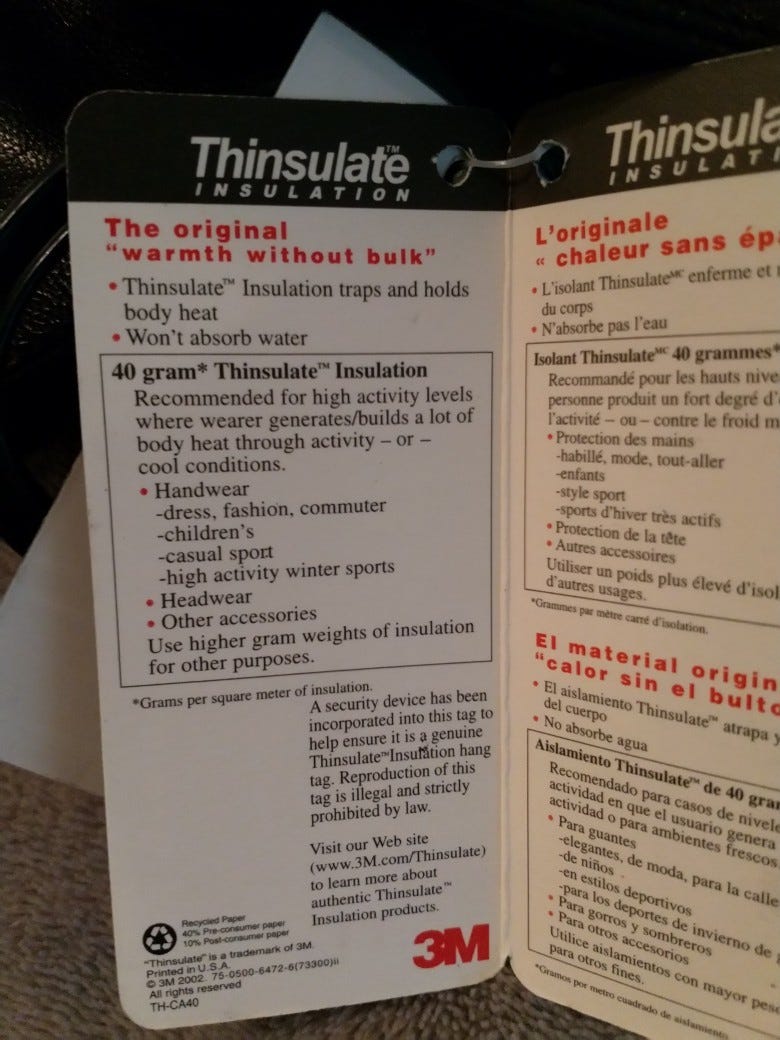 Thinsulate™
INSULATION
The original
"warmth without bulk"
• Thinsulate™ Insulation traps and holds
body heat
• Won't absorb water
40 gram* Thinsulate™ Insulation
Recommended for high activity levels
where wearer generates/builds a lot of
body heat through activity – or –
cool conditions.
• Handwear
-dress, fashion, commuter
-children's
-casual sport
-high activity winter sports
• Headwear
• Other accessories
Use higher gram weights of insulation
for other purposes.
*Grams per square meter of insulation.
A security device has been
incorporated into this tag to
help ensure it is a genuine
Thinsulate™Insulation hang
tag. Reproduction of this
tag is illegal and strictly
prohibited by law.
Visit our Web site
(www.3M.com/Thinsulate)
to learn more about
authentic Thinsulate™
Insulation products.
Recycled Paper
40% Pre-consumer paper
10% Post-consumer paper
"Thinsulate" is a trademark of 3M.
Printed in U.S.A.
© 3M 2002. 75-0500-6472-6(73300)ii
All rights reserved
TH-CA40
3M
Thinsula
INSULATI
L'originale
« chaleur sans ép
• L'isolant Thinsulate MC enferme et
du corps
• N'absorbe pas l'eau
Isolant Thinsulate MC 40 grammes*
Recommandé pour les hauts nive
personne produit un fort degré d'
l'activité – ou – contre le froid m
• Protection des mains
-habillé, mode, tout-aller
-enfants
-style sport
-sports d'hiver très actifs
• Protection de la tête
• Autres accessoires
Utiliser un poids plus élevé d'isol
d'autres usages.
*Grammes par mètre carré d'isolation.
El material origin
"calor sin el bulto
• El aislamiento Thinsulate™ atrapa y
del cuerpo
• No absorbe agua
Aislamiento Thinsulate™ de 40 gra
Recomendado para casos de nivele
actividad en que el usuario genera
actividad o para ambientes frescos
• Para guantes
-elegantes, de moda, para la calle
-de niños
-en estilos deportivos
-para los deportes de invierno de
• Para gorros y sombreros
• Para otros accesorios
Utilice aislamientos con mayor pes
para otros fines.
*Gramos por metro cuadrado de aislamiento